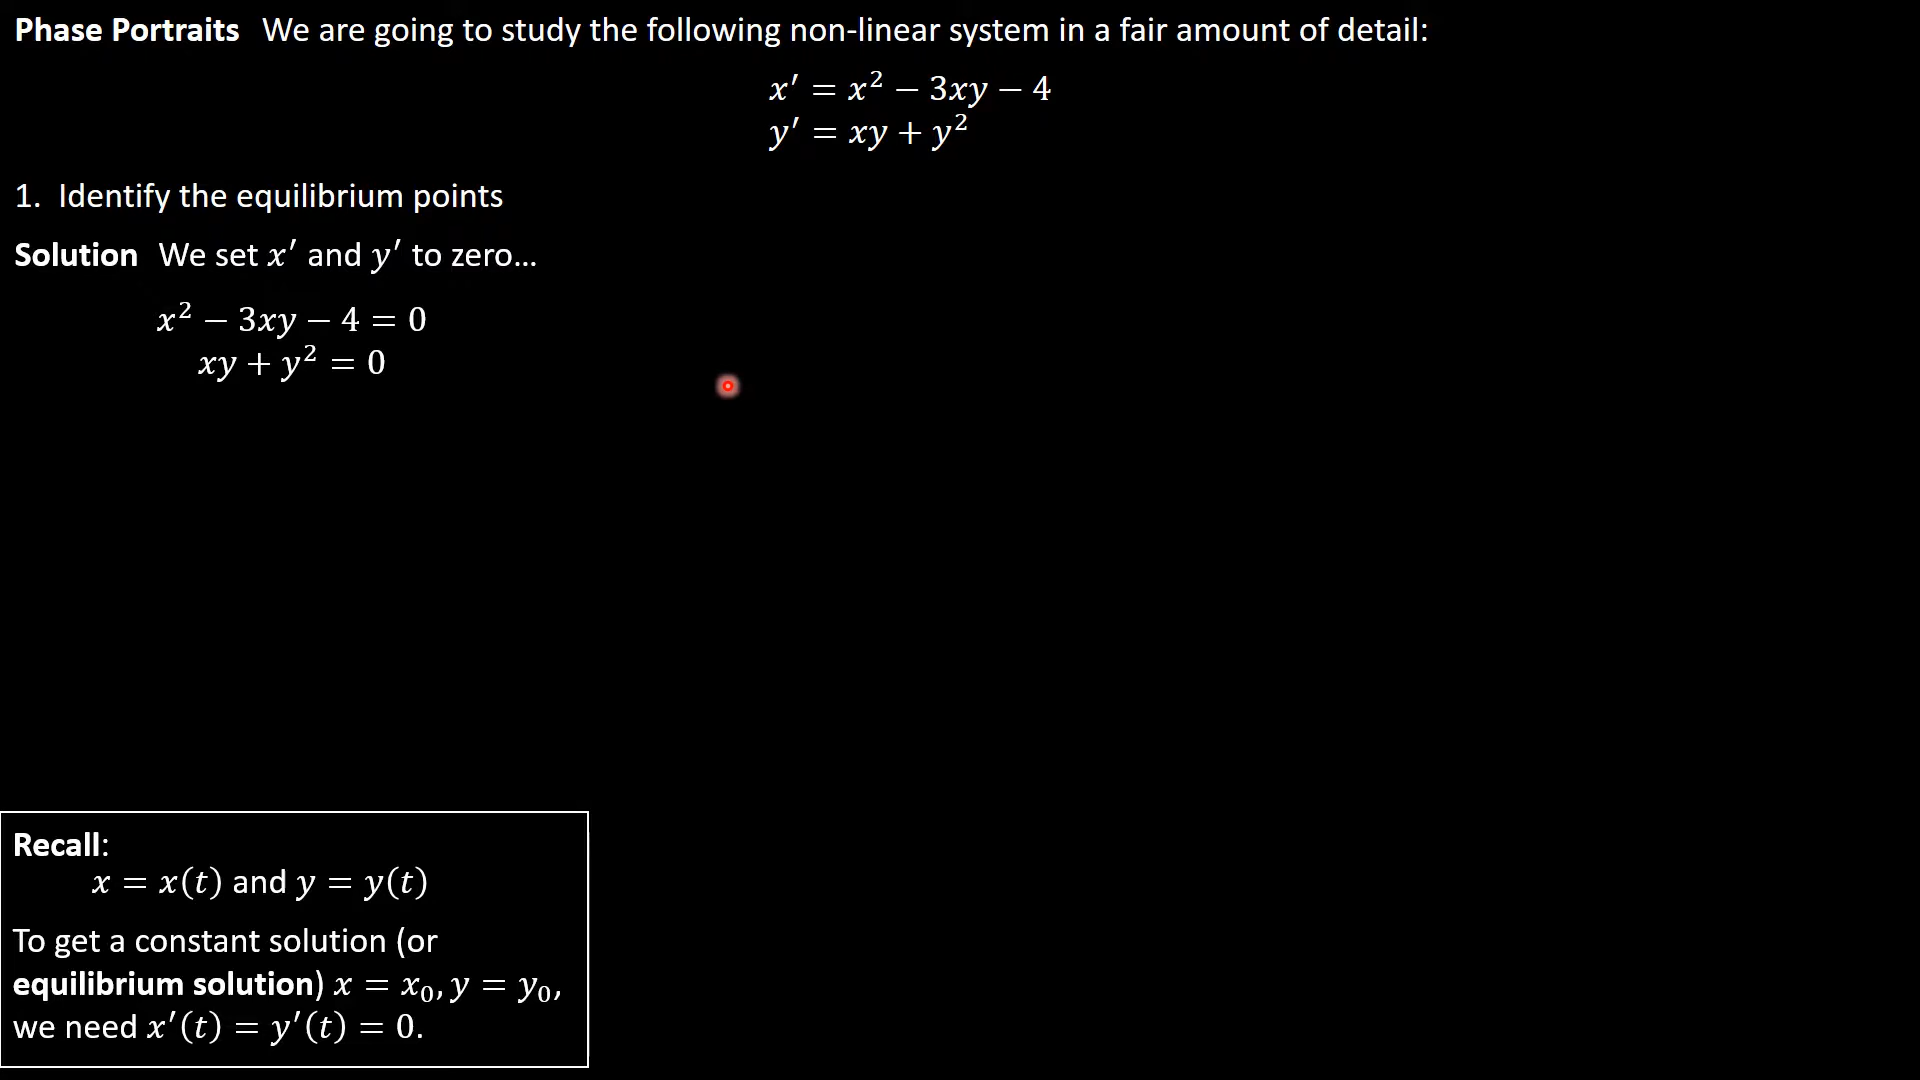 Phase Portraits We are going to study the following non-linear system in a fair amount of detail:
x′ = x² − 3xy − 4
y′ = xy + y²
1. Identify the equilibrium points
Solution We set x′ and y′ to zero...
x² − 3xy − 4 = 0
xy + y² = 0
Recall:
x = x(t) and y = y(t)
To get a constant solution (or
equilibrium solution) x = x₀, y = y₀,
we need x′(t) = y′(t) = 0.